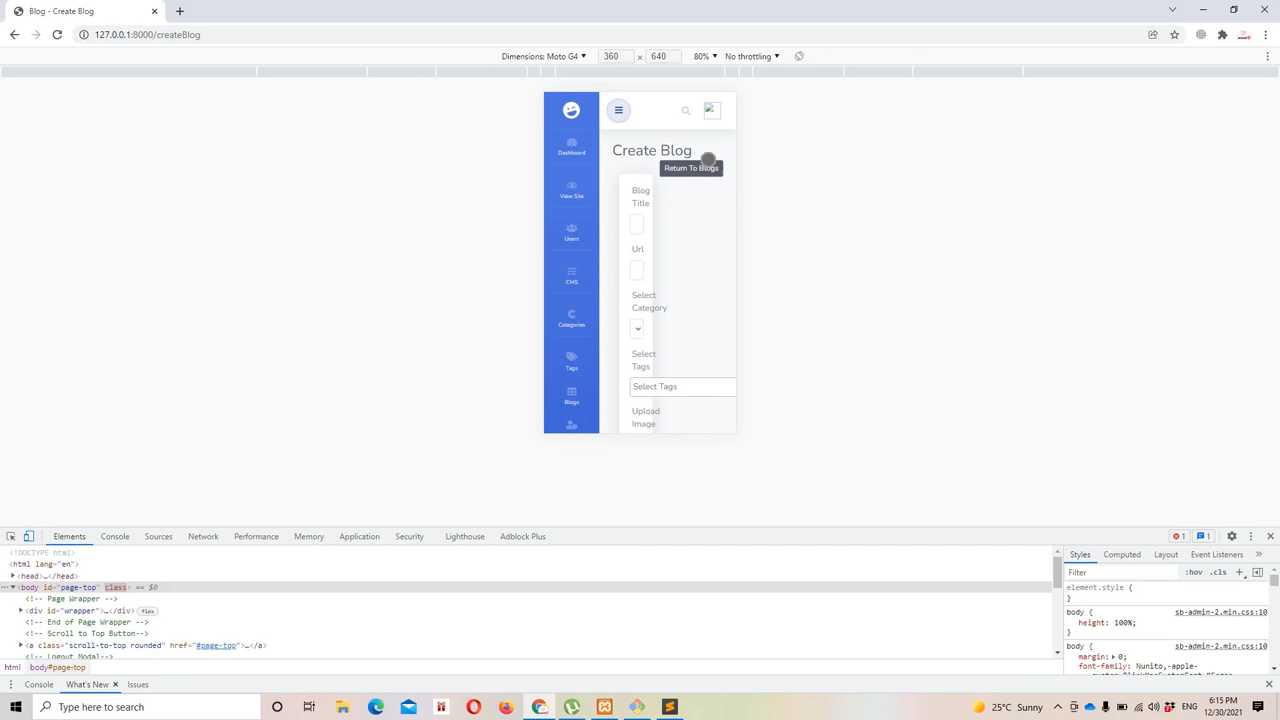 Blog - Create Blog
127.0.0.1:8000/createBlog
Dimensions: Moto G4 ▾ 360 × 640 80% ▾ No throttling ▾
Create Blog
Return To Blogs
Dashboard
View Site
Users
CMS
Categories
Tags
Blogs
Blog
Title
Url
Select
Category
Select
Tags
Select Tags
Upload
Image
Elements Console Sources Network Performance Memory Application Security Lighthouse Adblock Plus
1 1
<!DOCTYPE html>
<html lang="en">
<head>…</head>
<body id="page-top" class> == $0
<!-- Page Wrapper -->
<div id="wrapper">…</div> flex
<!-- End of Page Wrapper -->
<!-- Scroll to Top Button-->
<a class="scroll-to-top rounded" href="#page-top">…</a>
<!-- Logout Modal-->
html body#page-top
Styles Computed Layout Event Listeners »
Filter :hov .cls +
element.style {
}
body { sb-admin-2.min.css:10
height: 100%;
}
body { sb-admin-2.min.css:10
margin: 0;
font-family: Nunito,-apple-
Console What's New × Issues
Type here to search
25°C Sunny
6:15 PM
12/30/2021